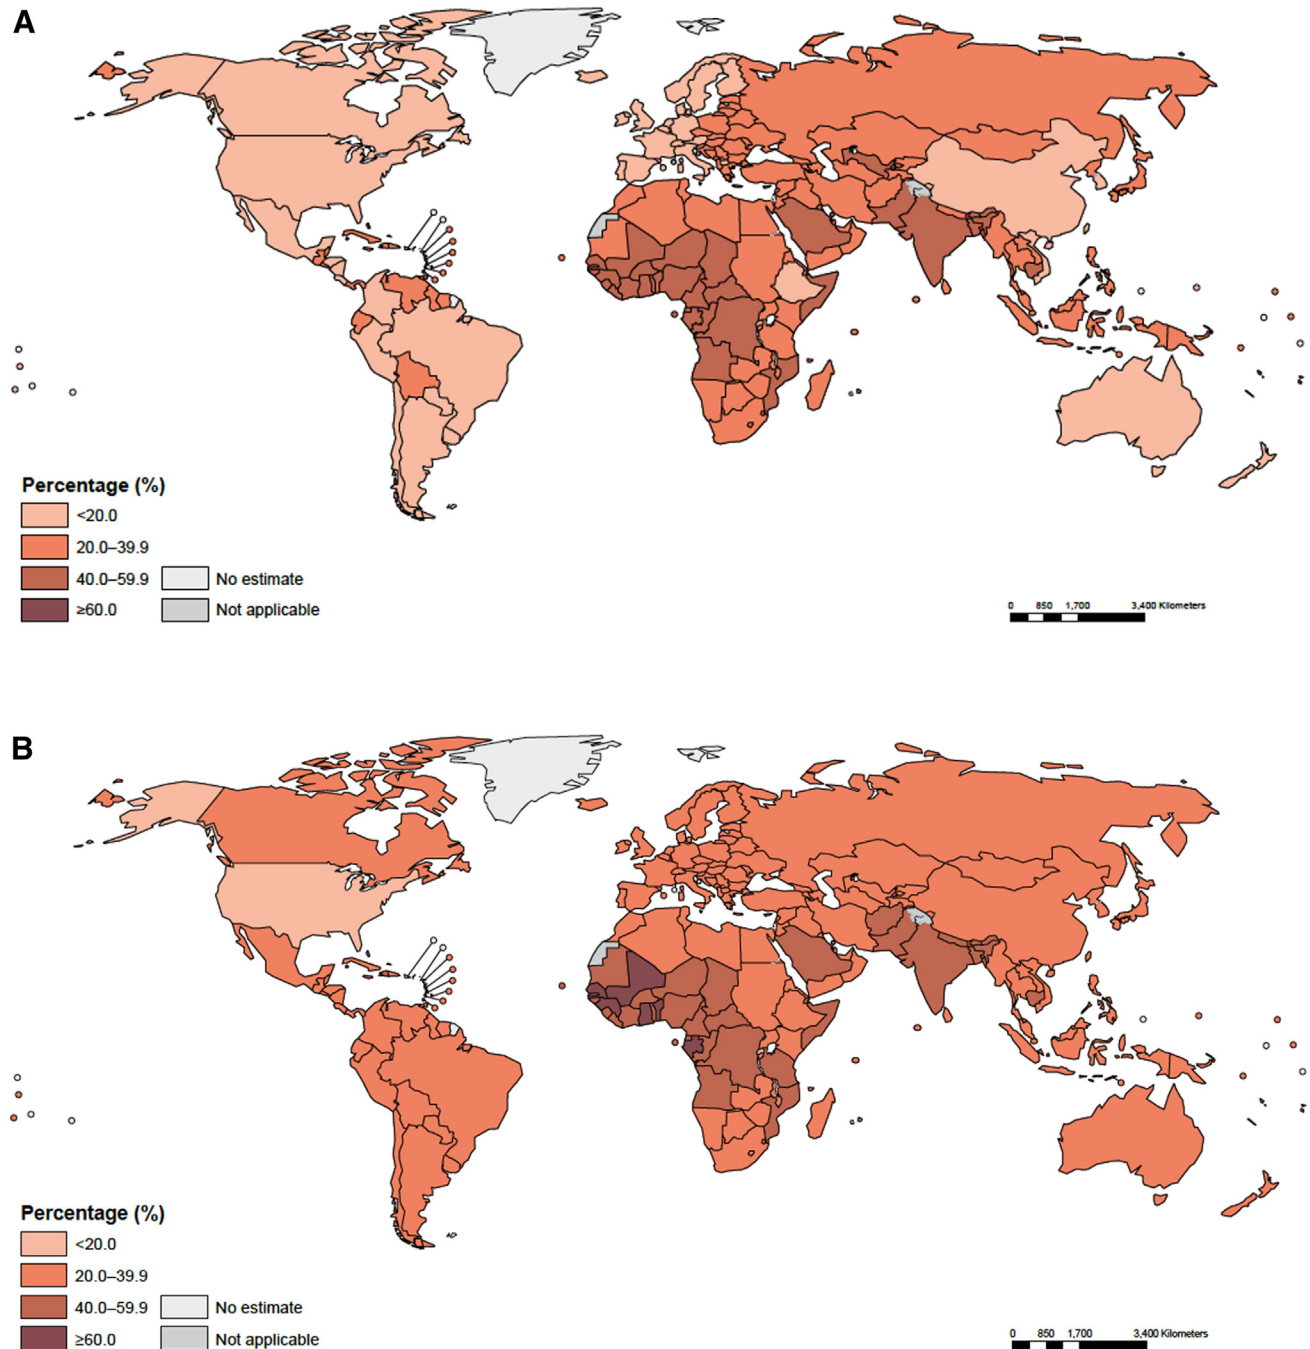 A
Percentage (%)
<20.0
20.0–39.9
40.0–59.9
No estimate
≥60.0
Not applicable
0 850 1,700 3,400 Kilometers
B
Percentage (%)
<20.0
20.0–39.9
40.0–59.9
No estimate
≥60.0
Not applicable
0 850 1,700 3,400 Kilometers